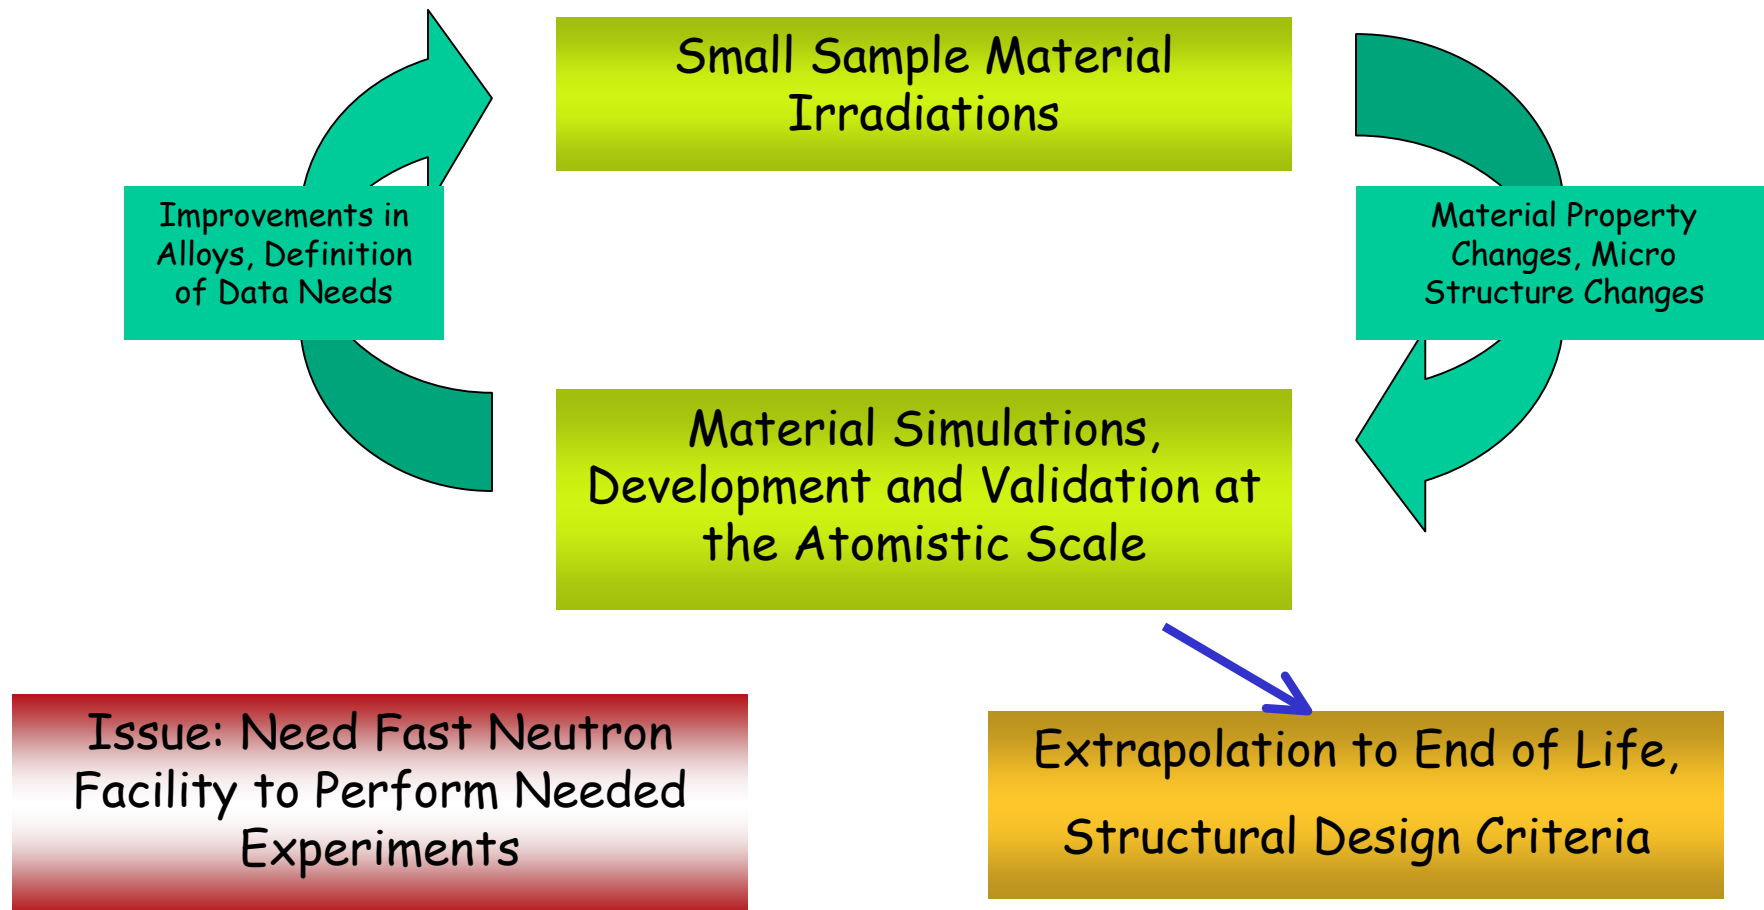 Small Sample Material
Irradiations
Improvements in
Alloys, Definition
of Data Needs
Material Property
Changes, Micro
Structure Changes
Material Simulations,
Development and Validation at
the Atomistic Scale
Issue: Need Fast Neutron
Facility to Perform Needed
Experiments
Extrapolation to End of Life,
Structural Design Criteria